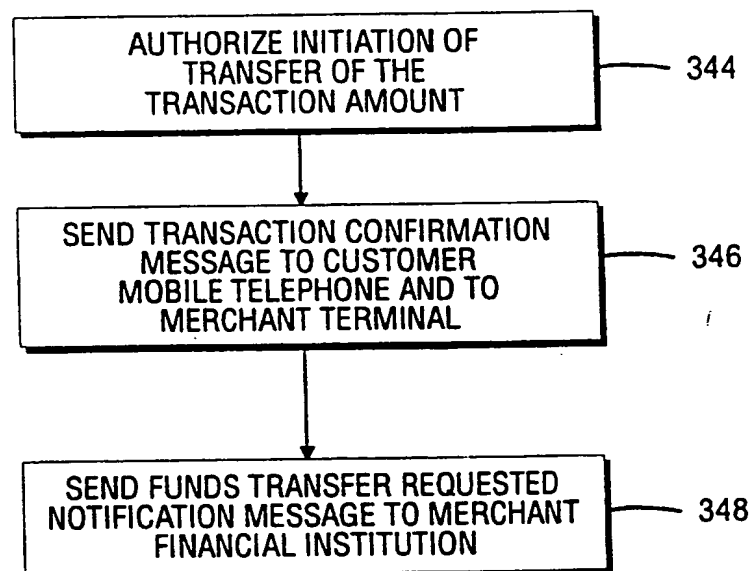 AUTHORIZE INITIATION OF
TRANSFER OF THE
TRANSACTION AMOUNT
344
SEND TRANSACTION CONFIRMATION
MESSAGE TO CUSTOMER
MOBILE TELEPHONE AND TO
MERCHANT TERMINAL
346
SEND FUNDS TRANSFER REQUESTED
NOTIFICATION MESSAGE TO MERCHANT
FINANCIAL INSTITUTION
348